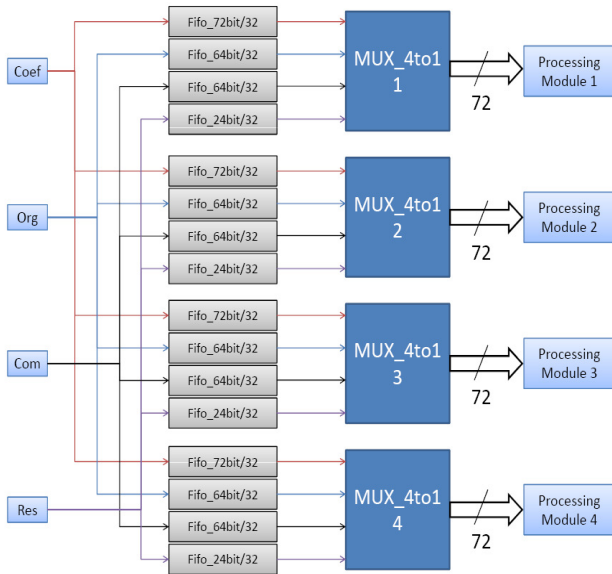 Fifo_72bit/32
Coef
Fifo_64bit/32
Fifo_64bit/32
Fifo_24bit/32
MUX_4to1
1
72
Processing
Module 1
Fifo_72bit/32
Org
Fifo_64bit/32
Fifo_64bit/32
Fifo_24bit/32
MUX_4to1
2
72
Processing
Module 2
Fifo_72bit/32
Com
Fifo_64bit/32
Fifo_64bit/32
Fifo_24bit/32
MUX_4to1
3
72
Processing
Module 3
Fifo_72bit/32
Res
Fifo_64bit/32
Fifo_64bit/32
Fifo_24bit/32
MUX_4to1
4
72
Processing
Module 4